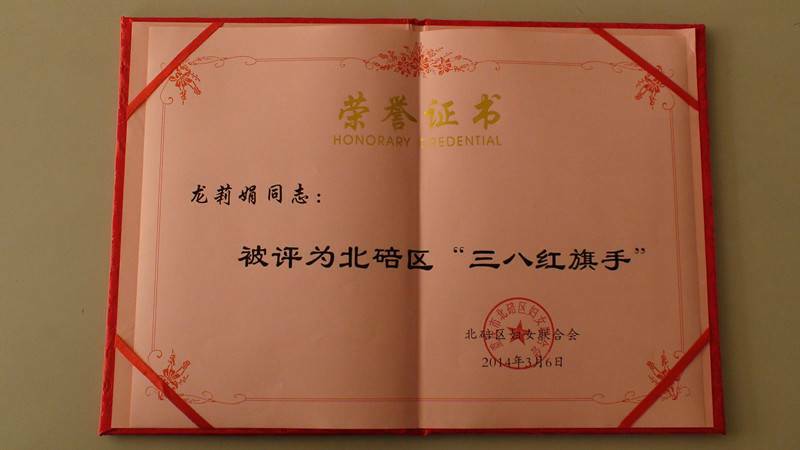 荣誉证书
HONORARY CREDENTIAL
龙莉娟同志：
被评为北碚区“三八红旗手”
北碚区妇女联合会
2014年3月6日